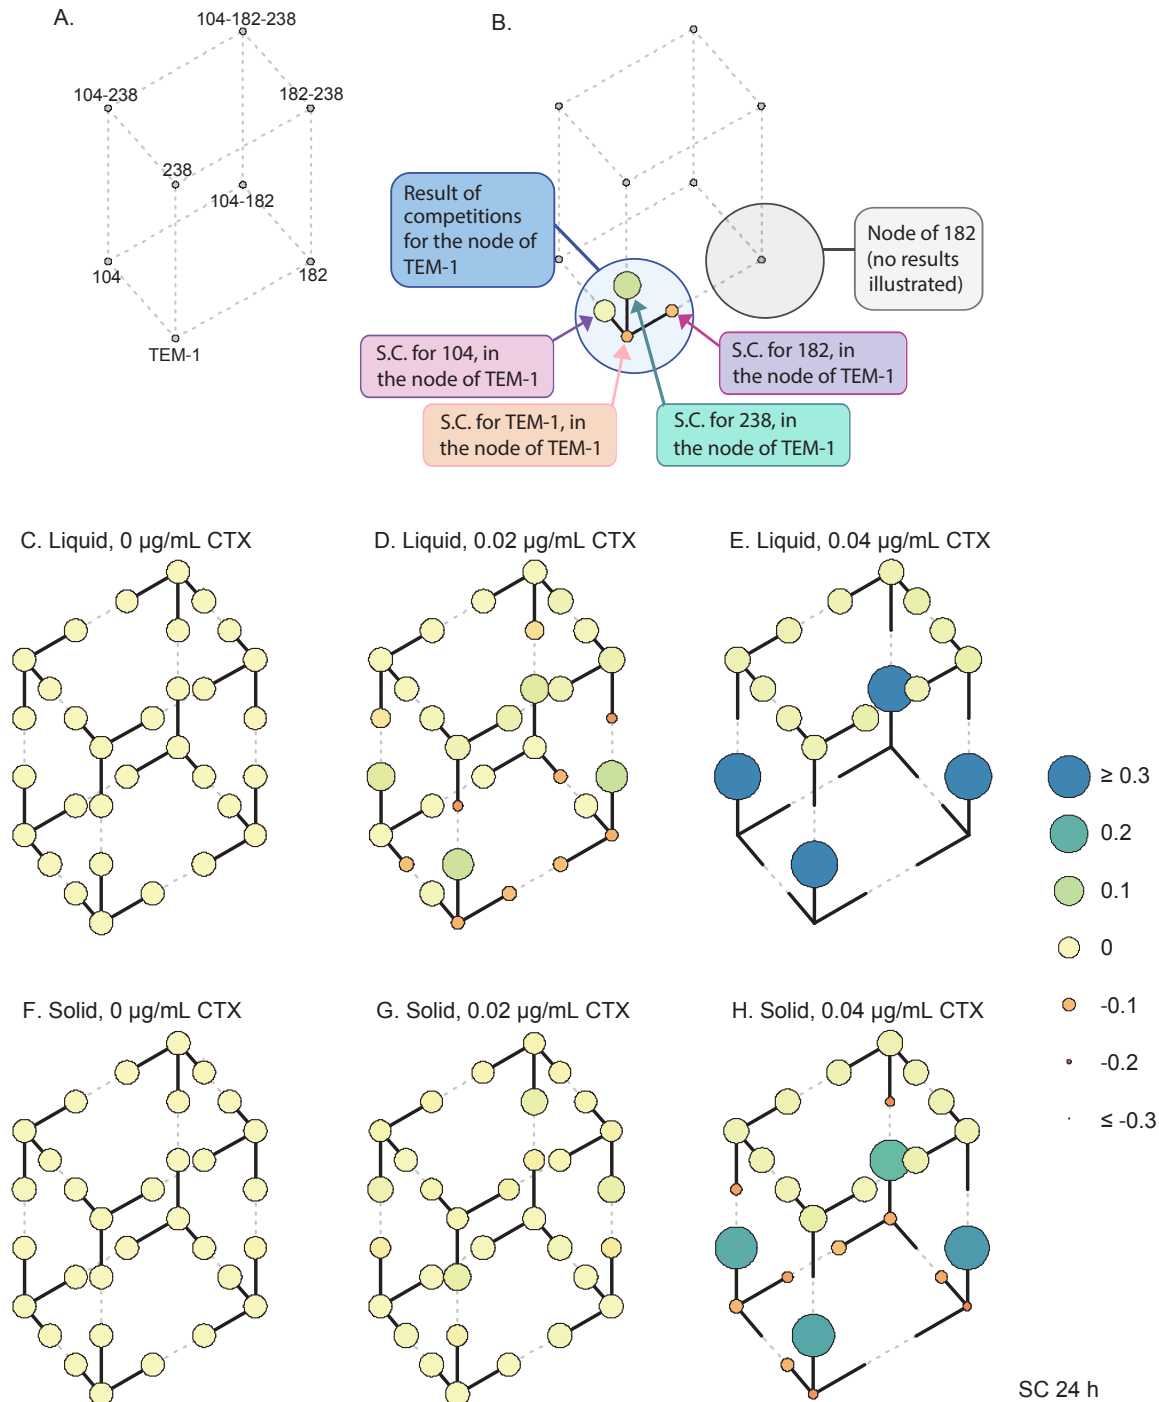 A.
104-182-238
104-238
182-238
238
104-182
104
182
TEM-1
B.
Result of
competitions
for the node of
TEM-1
Node of 182
(no results
illustrated)
S.C. for 104, in
the node of TEM-1
S.C. for 182, in
the node of TEM-1
S.C. for TEM-1, in
the node of TEM-1
S.C. for 238, in
the node of TEM-1
C. Liquid, 0 µg/mL CTX
D. Liquid, 0.02 µg/mL CTX
E. Liquid, 0.04 µg/mL CTX
≥ 0.3
0.2
0.1
0
-0.1
-0.2
≤ -0.3
F. Solid, 0 µg/mL CTX
G. Solid, 0.02 µg/mL CTX
H. Solid, 0.04 µg/mL CTX
SC 24 h